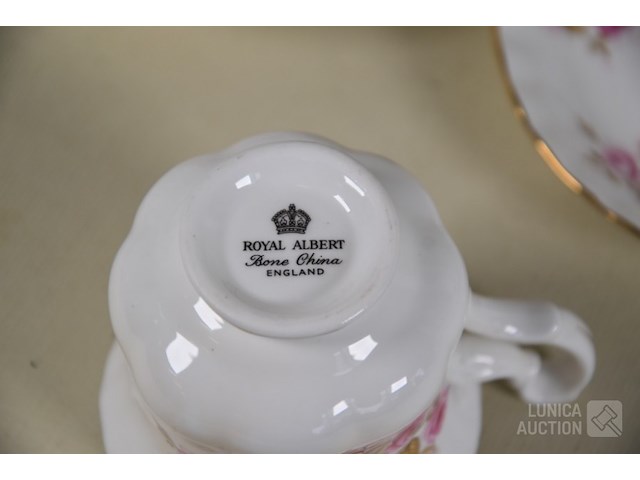 ROYAL ALBERT
Bone China
ENGLAND
LUNICA
AUCTION